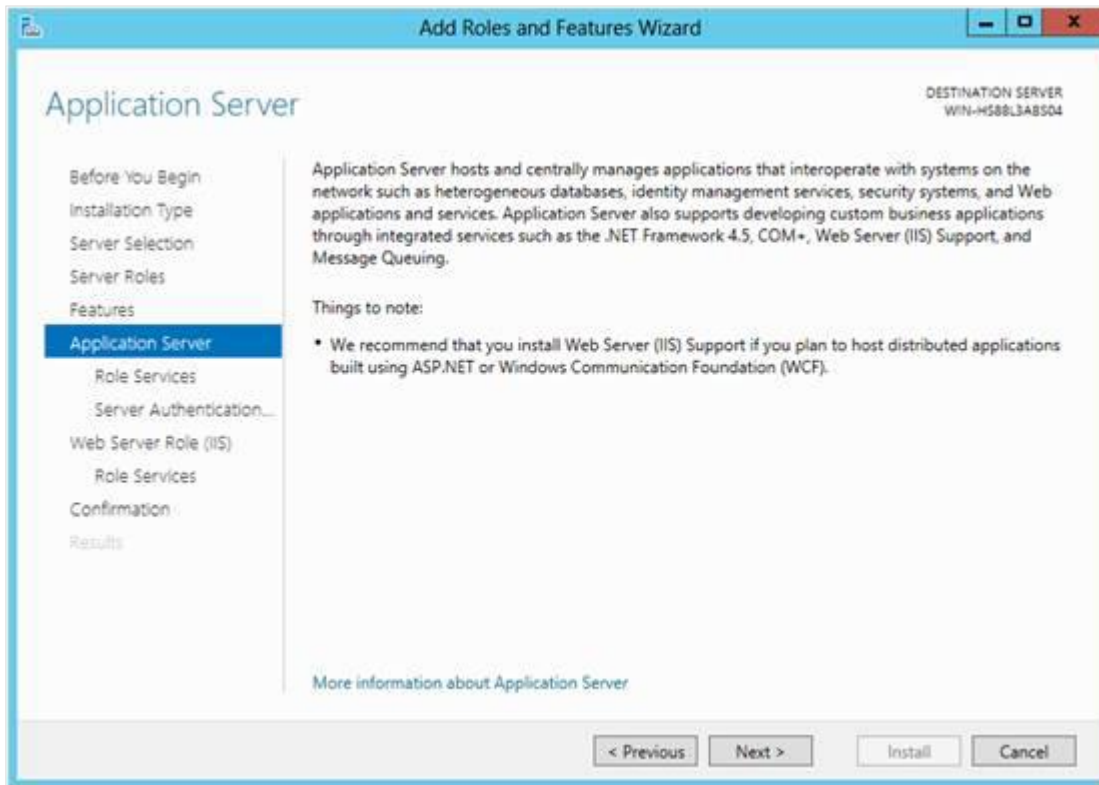 Add Roles and Features Wizard
Application Server
DESTINATION SERVER
WIN-HS88L3ABS04
Before You Begin
Installation Type
Server Selection
Server Roles
Features
Application Server
Role Services
Server Authentication...
Web Server Role (IIS)
Role Services
Confirmation
Results
Application Server hosts and centrally manages applications that interoperate with systems on the
network such as heterogeneous databases, identity management services, security systems, and Web
applications and services. Application Server also supports developing custom business applications
through integrated services such as the .NET Framework 4.5, COM+, Web Server (IIS) Support, and
Message Queuing.
Things to note:
• We recommend that you install Web Server (IIS) Support if you plan to host distributed applications
built using ASP.NET or Windows Communication Foundation (WCF).
More information about Application Server
< Previous
Next >
Install
Cancel